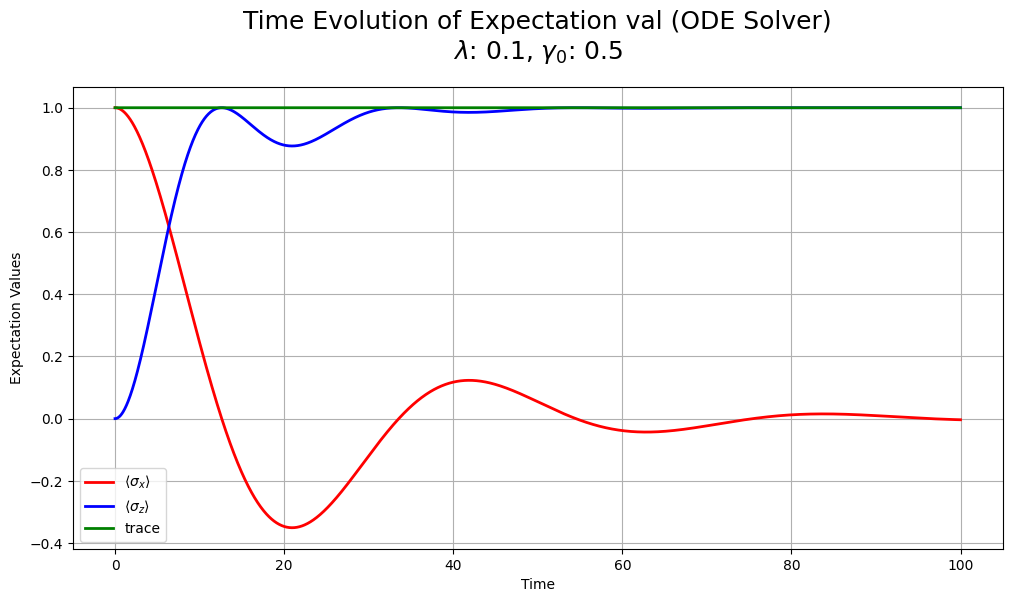 Time Evolution of Expectation val (ODE Solver)
λ: 0.1, γ₀: 0.5
1.0
0.8
0.6
0.4
0.2
0.0
−0.2
−0.4
Expectation Values
⟨σₓ⟩
⟨σ_z⟩
trace
0 20 40 60 80 100
Time